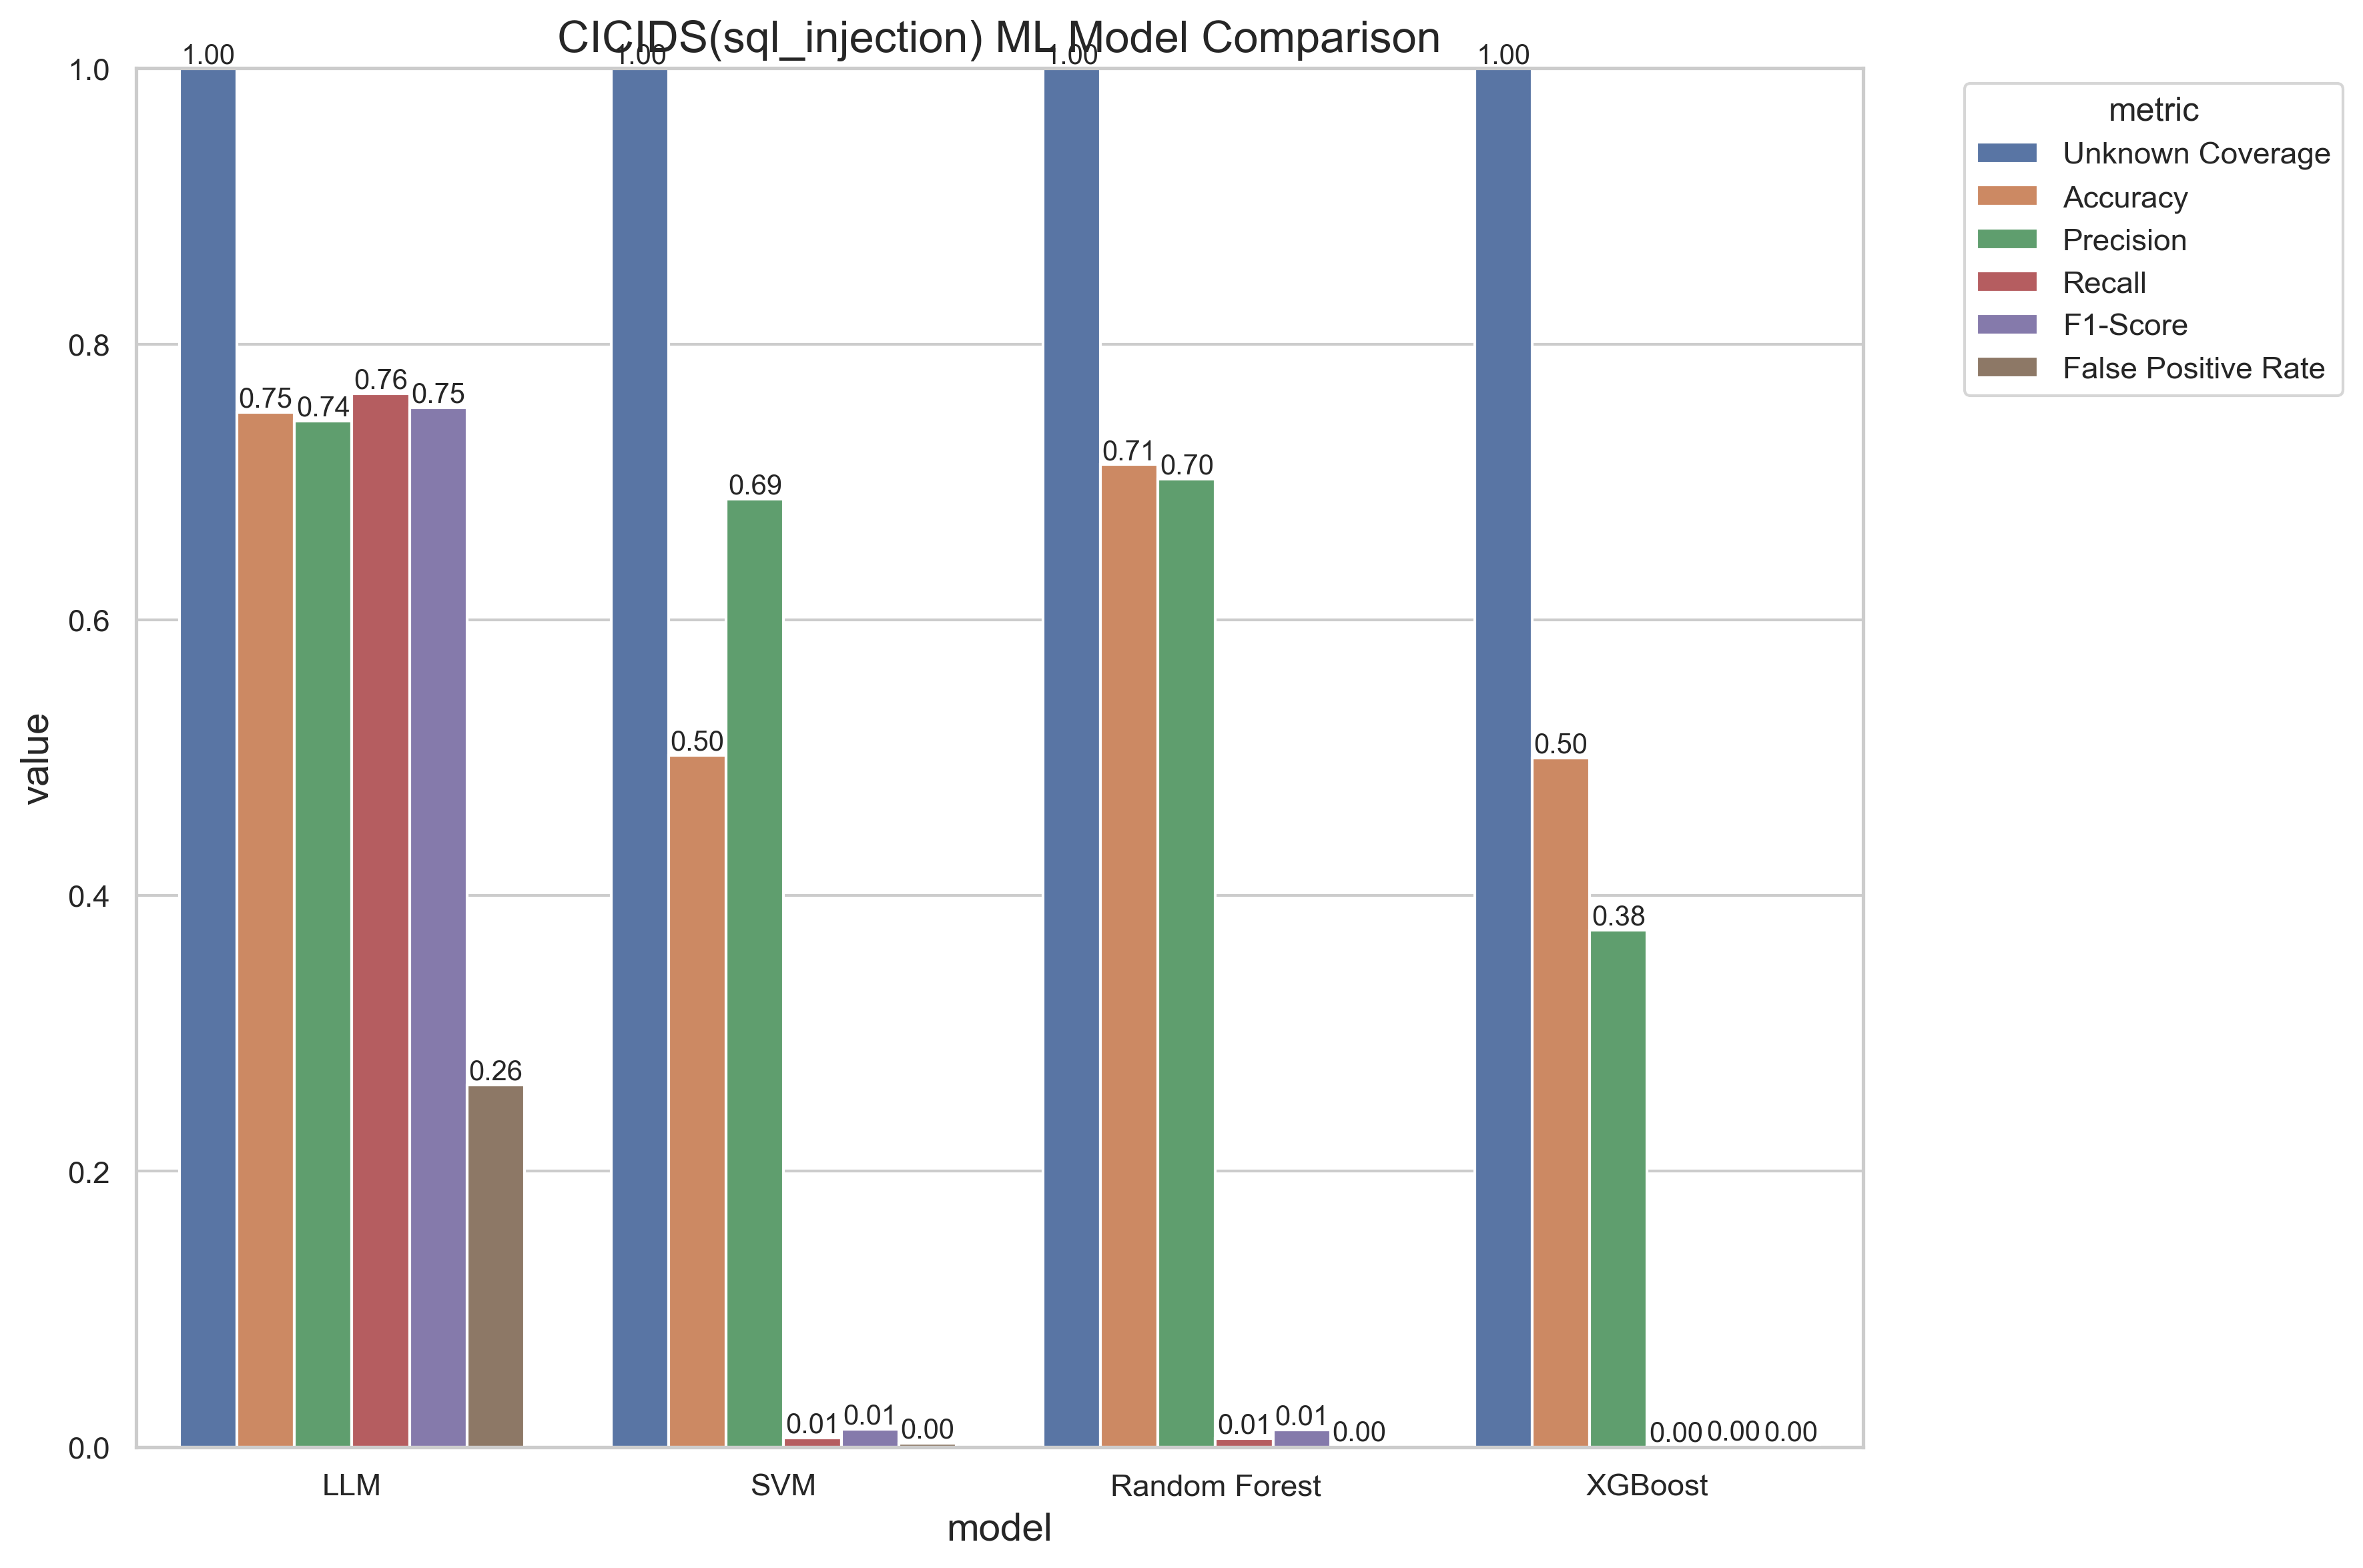 CICIDS(sql_injection) ML Model Comparison
1.00 1.00 1.00 1.00
1.0
0.8
0.6
0.4
0.2
0.0
value
0.75 0.74 0.76 0.75 0.26
0.50 0.69 0.01 0.01 0.00
0.71 0.70 0.01 0.01 0.00
0.50 0.38 0.00 0.00 0.00
LLM SVM Random Forest XGBoost
model
metric
Unknown Coverage
Accuracy
Precision
Recall
F1-Score
False Positive Rate